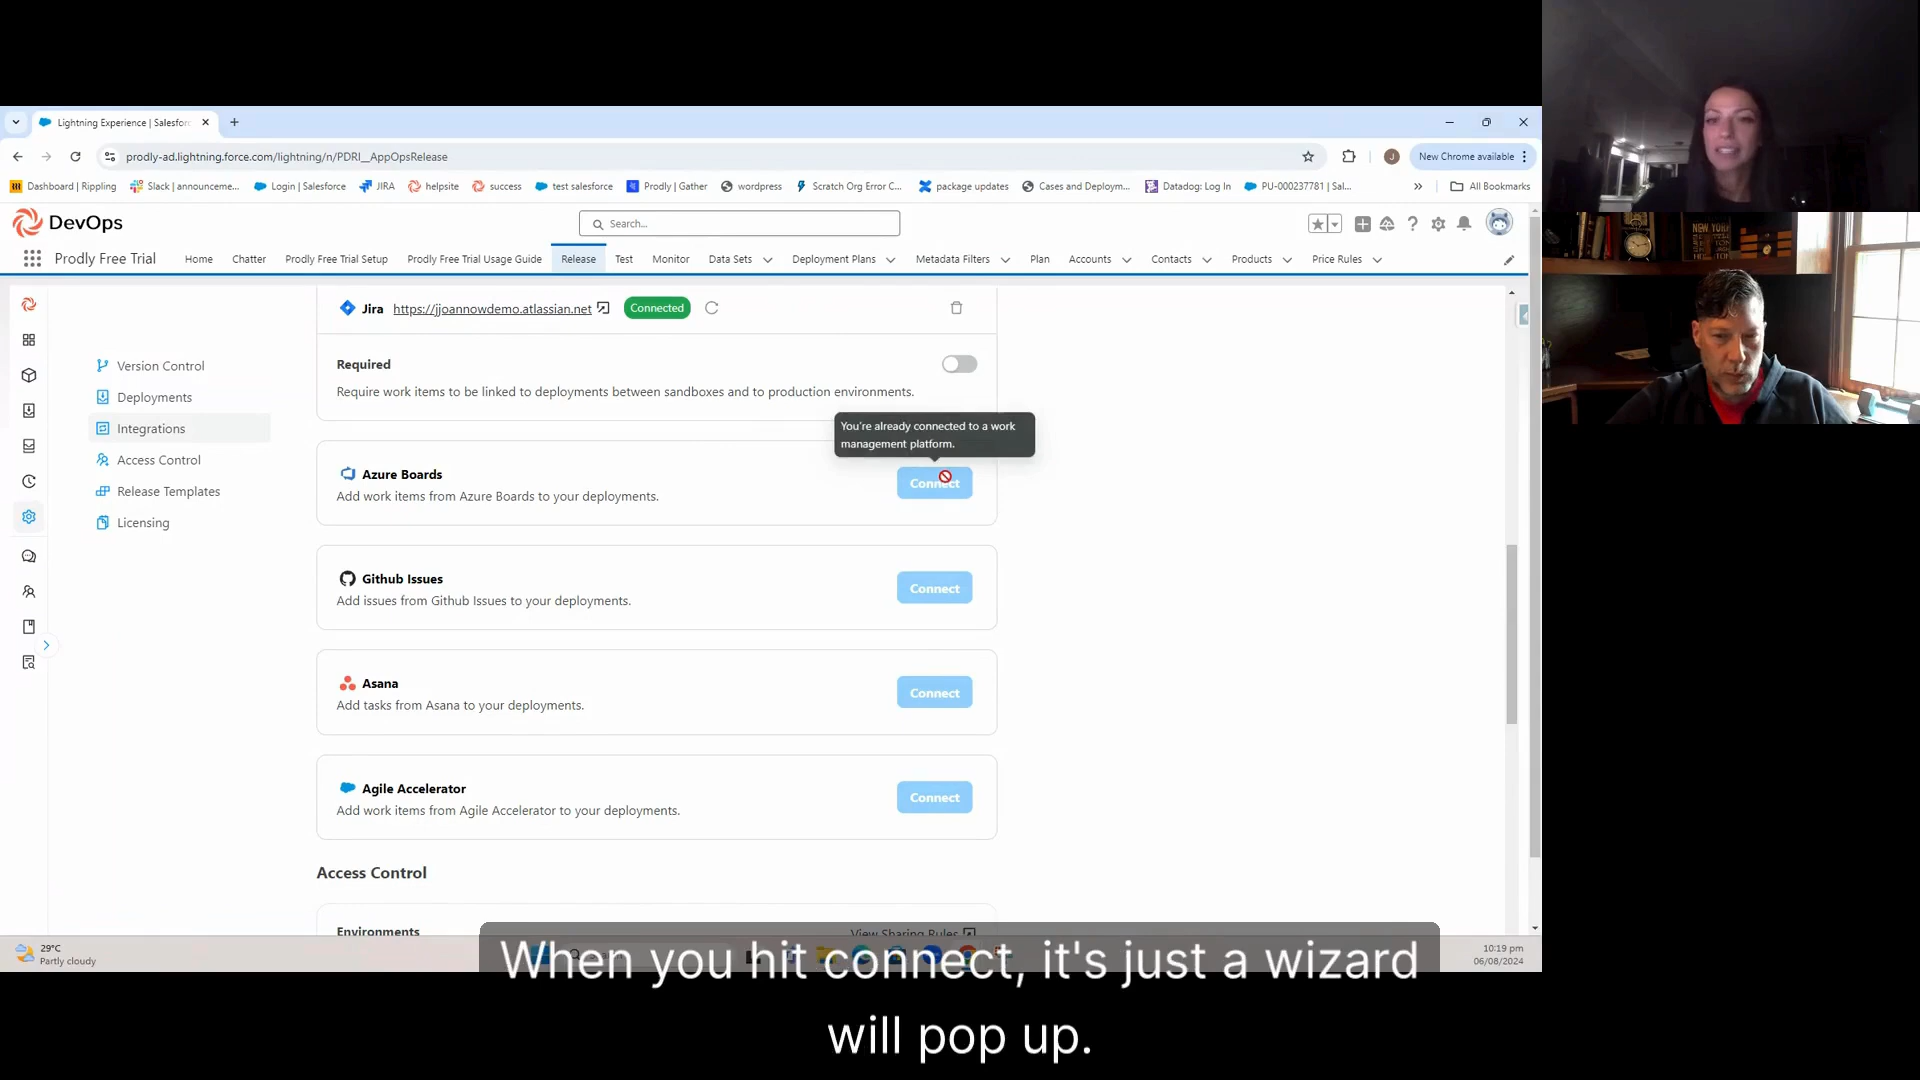 Lightning Experience | Salesforc
prodly-ad.lightning.force.com/lightning/n/PDRI__AppOpsRelease
New Chrome available
Dashboard | Rippling
Slack | announceme...
Login | Salesforce
JIRA
helpsite
success
test salesforce
Prodly | Gather
wordpress
Scratch Org Error C...
package updates
Cases and Deploym...
Datadog: Log In
PU-000237781 | Sal...
All Bookmarks
DevOps
Search...
Prodly Free Trial
Home
Chatter
Prodly Free Trial Setup
Prodly Free Trial Usage Guide
Release
Test
Monitor
Data Sets
Deployment Plans
Metadata Filters
Plan
Accounts
Contacts
Products
Price Rules
Version Control
Deployments
Integrations
Access Control
Release Templates
Licensing
Jira https://jjoannowdemo.atlassian.net Connected
Required
Require work items to be linked to deployments between sandboxes and to production environments.
You're already connected to a work
management platform.
Azure Boards
Add work items from Azure Boards to your deployments.
Connect
Github Issues
Add issues from Github Issues to your deployments.
Connect
Asana
Add tasks from Asana to your deployments.
Connect
Agile Accelerator
Add work items from Agile Accelerator to your deployments.
Connect
Access Control
Environments
View Sharing Rules
29°C
Partly cloudy
10:19 pm
06/08/2024
When you hit connect, it's just a wizard
will pop up.